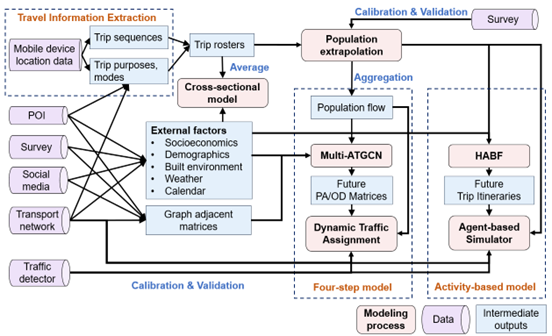 Travel Information Extraction
Mobile device
location data
Trip sequences
Trip purposes,
modes
Trip rosters
Average
Cross-sectional
model
Calibration & Validation
Survey
Population
extrapolation
Aggregation
POI
Survey
Social
media
Transport
network
Traffic
detector
External factors
• Socioeconomics
• Demographics
• Built environment
• Weather
• Calendar
Graph adjacent
matrices
Population flow
Multi-ATGCN
Future
PA/OD Matrices
Dynamic Traffic
Assignment
HABF
Future
Trip Itineraries
Agent-based
Simulator
Calibration & Validation
Four-step model
Activity-based model
Modeling
process
Data
Intermediate
outputs